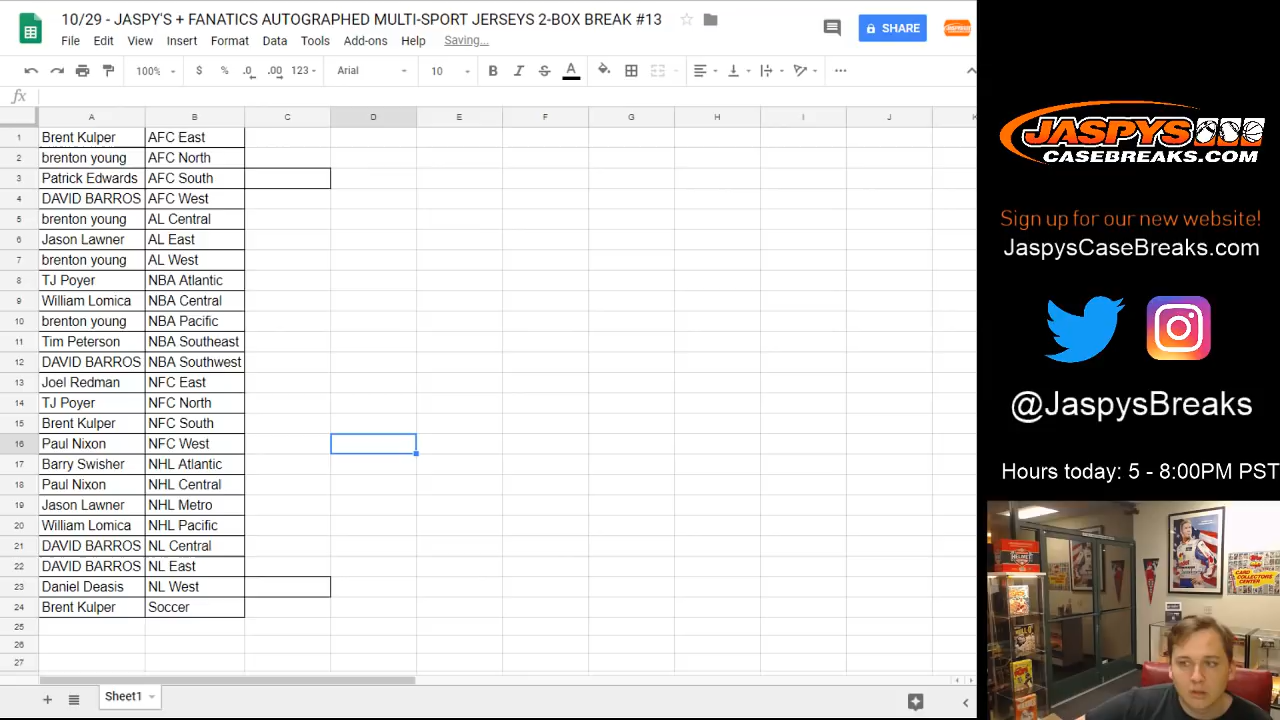 10/29 - JASPY'S + FANATICS AUTOGRAPHED MULTI-SPORT JERSEYS 2-BOX BREAK #13
File Edit View Insert Format Data Tools Add-ons Help Saving...
SHARE
100% $ % .0 .00 123 Arial 10 B I S A
fx
A B C D E F G H I J K
1 Brent Kulper AFC East
2 brenton young AFC North
3 Patrick Edwards AFC South
4 DAVID BARROS AFC West
5 brenton young AL Central
6 Jason Lawner AL East
7 brenton young AL West
8 TJ Poyer NBA Atlantic
9 William Lomica NBA Central
10 brenton young NBA Pacific
11 Tim Peterson NBA Southeast
12 DAVID BARROS NBA Southwest
13 Joel Redman NFC East
14 TJ Poyer NFC North
15 Brent Kulper NFC South
16 Paul Nixon NFC West
17 Barry Swisher NHL Atlantic
18 Paul Nixon NHL Central
19 Jason Lawner NHL Metro
20 William Lomica NHL Pacific
21 DAVID BARROS NL Central
22 DAVID BARROS NL East
23 Daniel Deasis NL West
24 Brent Kulper Soccer
25
26
27
Sheet1
JASPYS
CASEBREAKS.COM
Sign up for our new website!
JaspysCaseBreaks.com
@JaspysBreaks
Hours today: 5 - 8:00PM PST